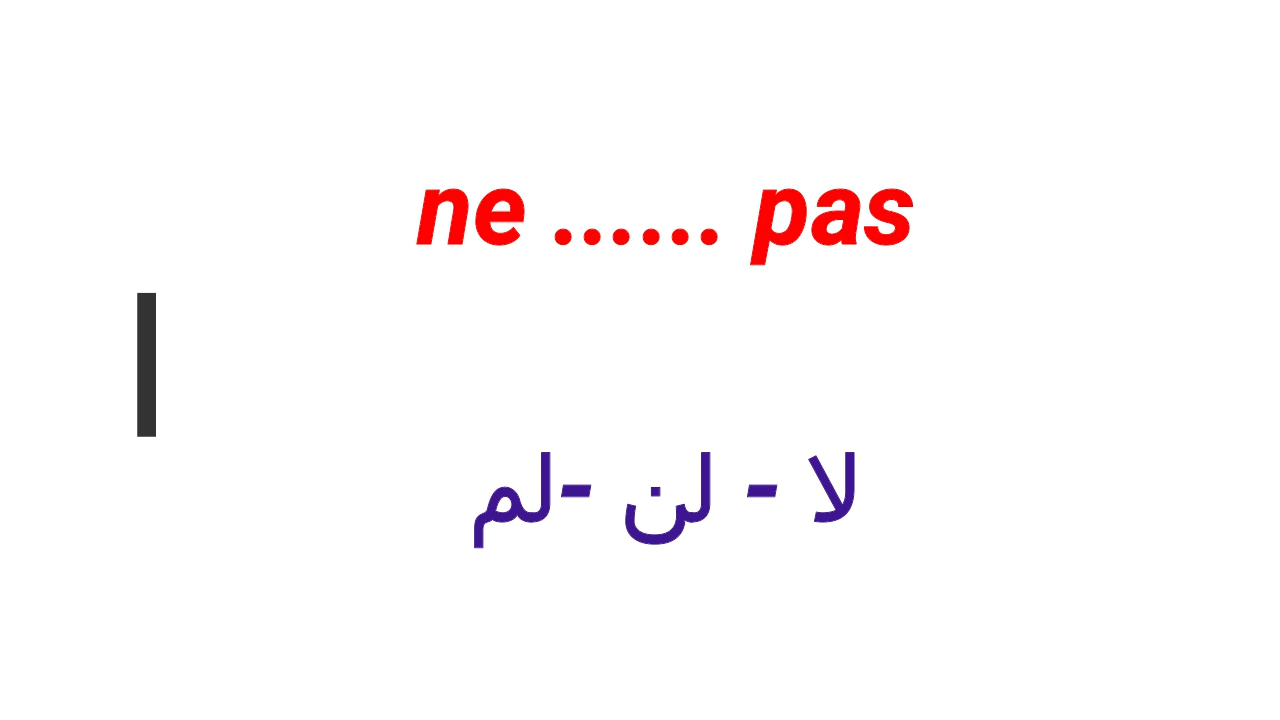 ne ...... pas
لا - لن -لم